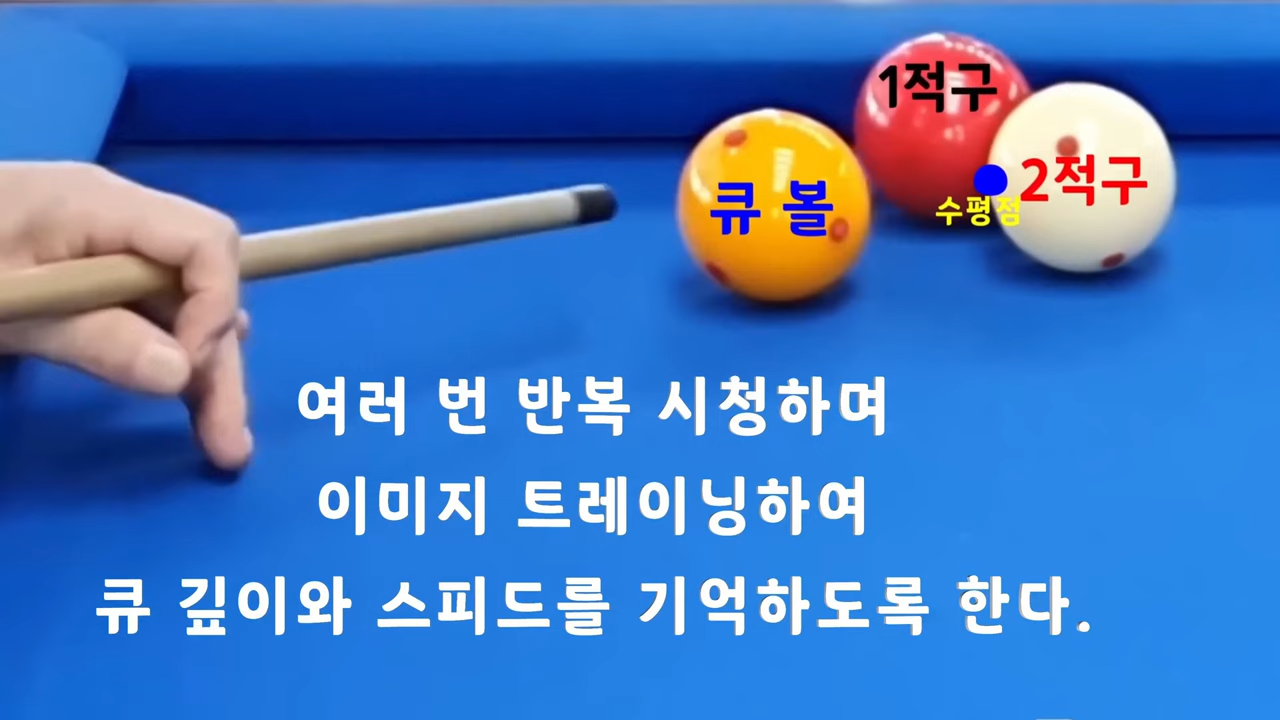 1적구
2적구
큐 볼
수평점
여러 번 반복 시청하며
이미지 트레이닝하여
큐 깊이와 스피드를 기억하도록 한다.